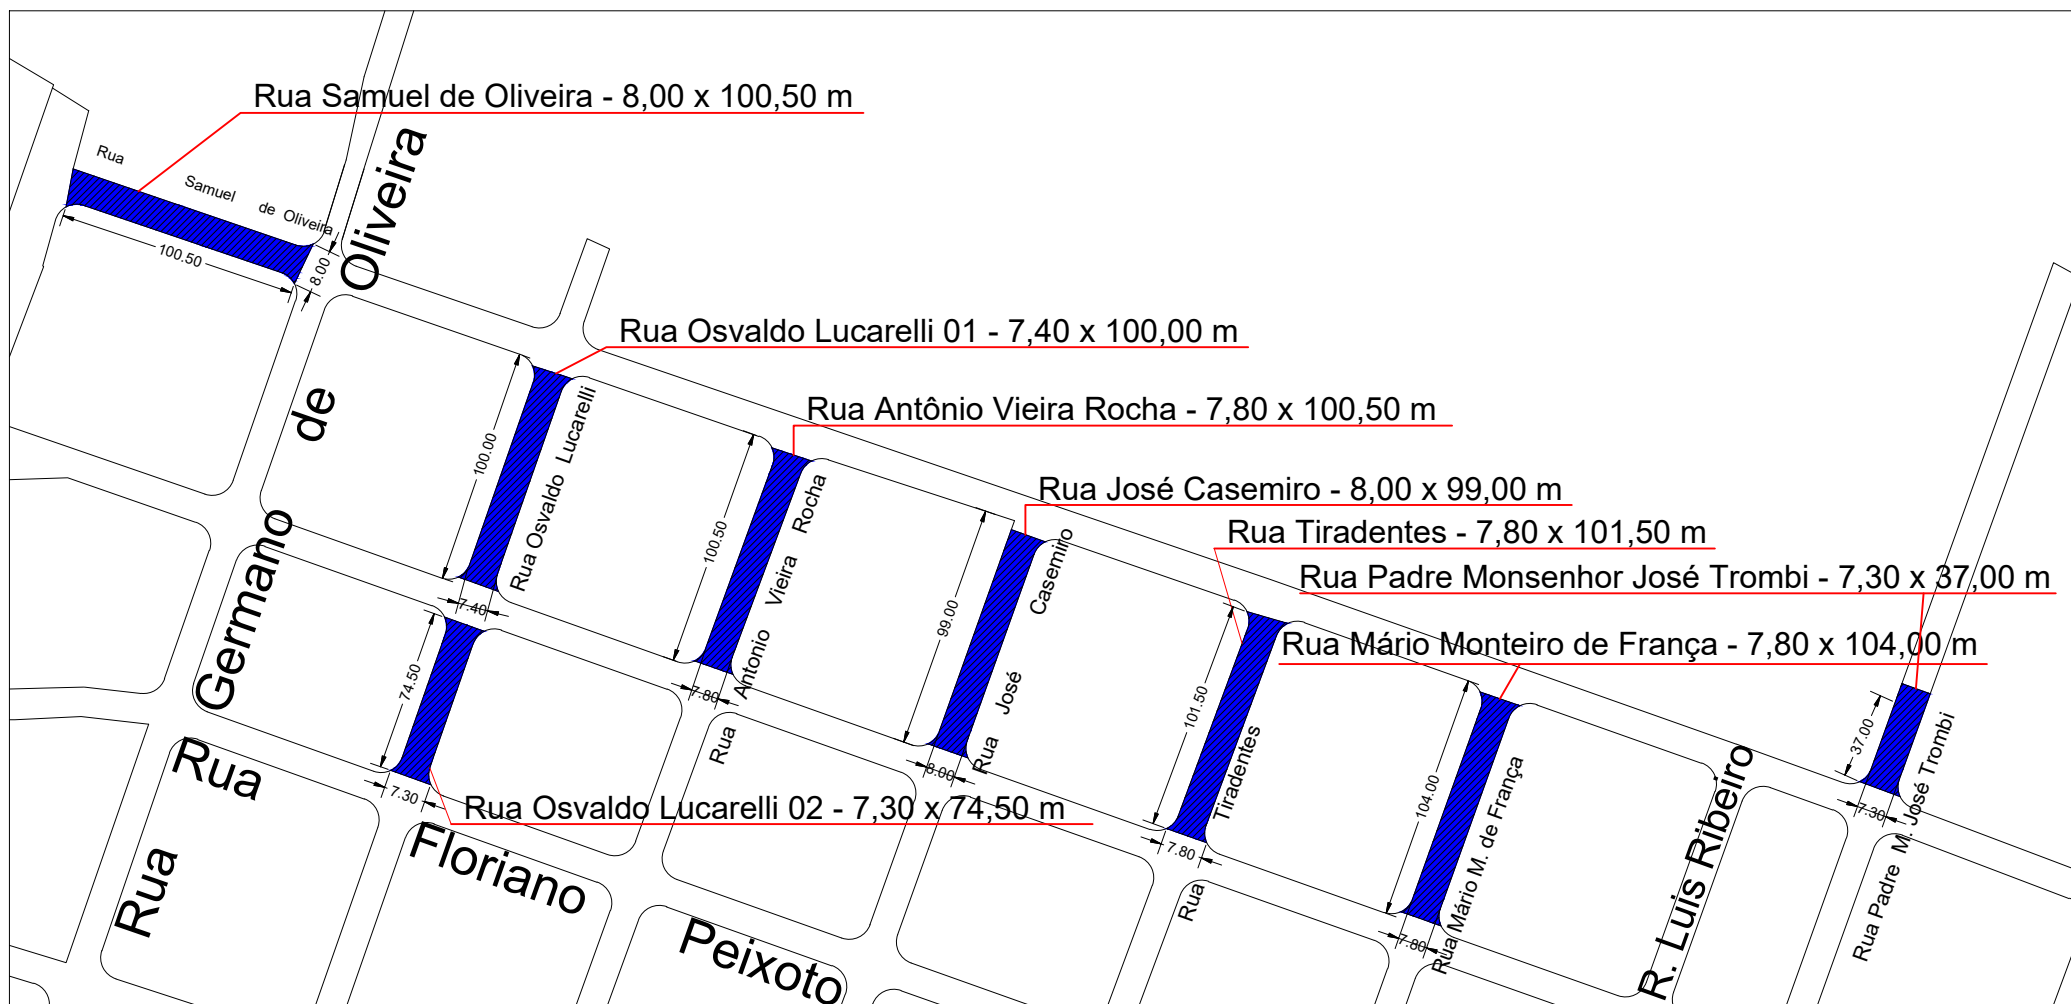 Rua Samuel de Oliveira - 8,00 x 100,50 m
Rua
Samuel de Oliveira
100.50
8.00
Rua Germano de Oliveira
Rua Osvaldo Lucarelli 01 - 7,40 x 100,00 m
100.00
Rua Osvaldo Lucarelli
7.40
Rua Antônio Vieira Rocha - 7,80 x 100,50 m
100.50
Rua Antonio Vieira Rocha
7.80
Rua José Casemiro - 8,00 x 99,00 m
99.00
Rua José Casemiro
8.00
Rua Tiradentes - 7,80 x 101,50 m
101.50
Rua Tiradentes
7.80
Rua Padre Monsenhor José Trombi - 7,30 x 37,00 m
37.00
Rua Padre M. José Trombi
7.30
Rua Mário Monteiro de França - 7,80 x 104,00 m
104.00
Rua Mário M. de França
7.80
R. Luis Ribeiro
74.50
7.30
Rua Osvaldo Lucarelli 02 - 7,30 x 74,50 m
Rua Floriano Peixoto